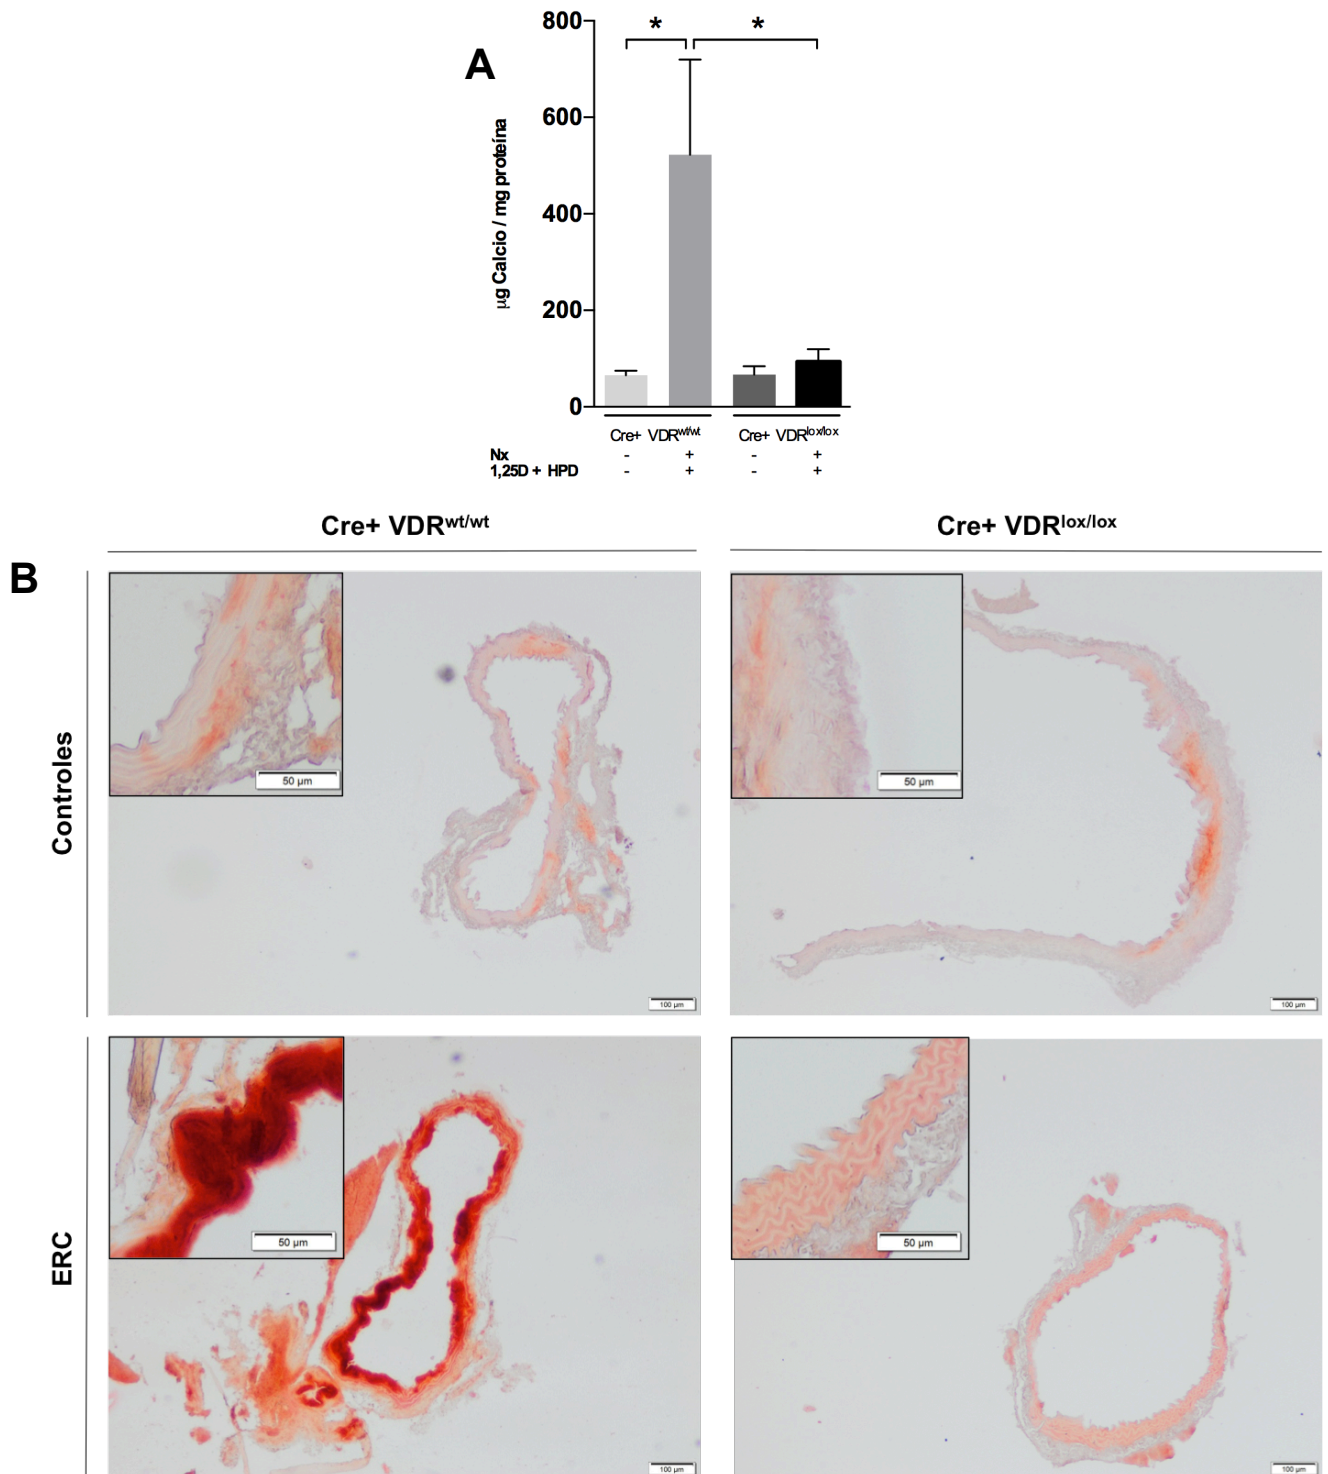 A
* *
800
600
400
200
0
µg Calcio / mg proteína
Cre+ VDRwt/wt Cre+ VDRlox/lox
Nx - + - +
1,25D + HPD - + - +
Cre+ VDRwt/wt Cre+ VDRlox/lox
B
Controles
50 µm
50 µm
100 µm
100 µm
ERC
50 µm
50 µm
100 µm
100 µm